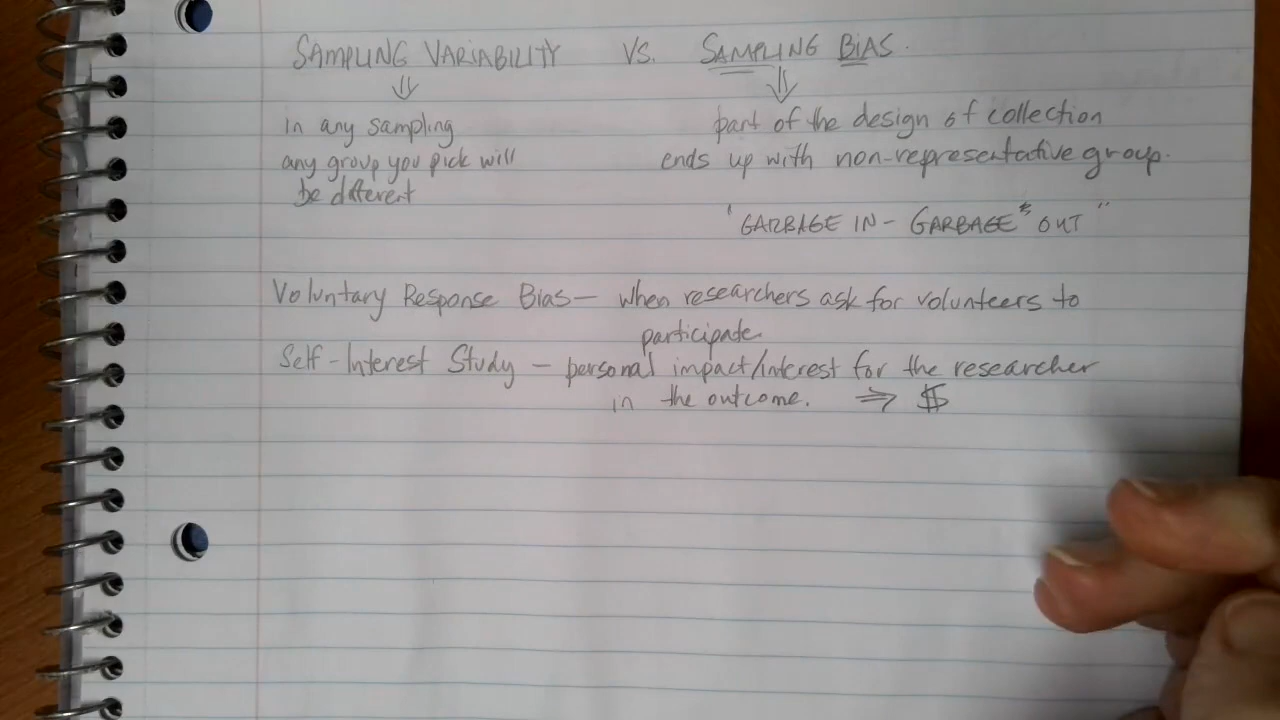 SAMPLING VARIABILITY VS. SAMPLING BIAS.
⇓ ⇓
in any sampling
any group you pick will
be different
part of the design of collection
ends up with non-representative group.
"GARBAGE IN - GARBAGE OUT"
Voluntary Response Bias — when researchers ask for volunteers to
participate.
Self-Interest Study — personal impact/interest for the researcher
in the outcome. ⇒ $